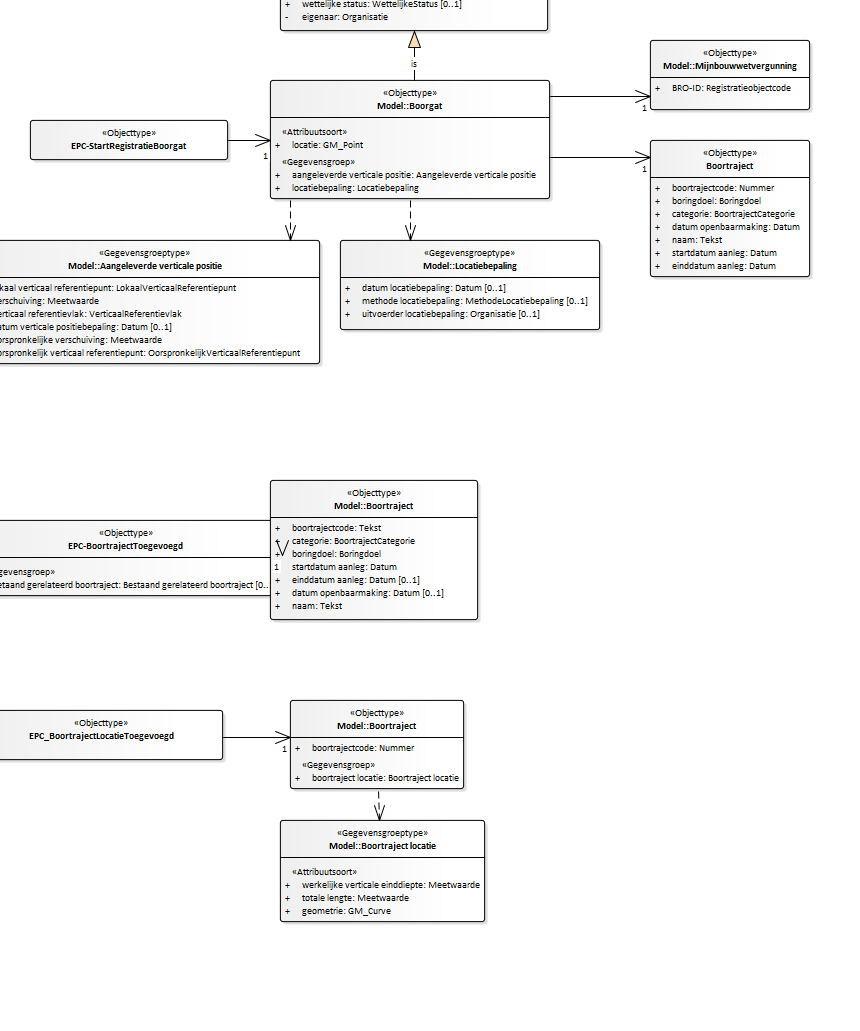 + wettelijke status: WettelijkeStatus [0..1]
- eigenaar: Organisatie
is
«Objecttype»
Model::Boorgat
«Attribuutsoort»
+ locatie: GM_Point
«Gegevensgroep»
+ aangeleverde verticale positie: Aangeleverde verticale positie
+ locatiebepaling: Locatiebepaling
«Objecttype»
EPC-StartRegistratieBoorgat
1
«Objecttype»
Model::Mijnbouwwetvergunning
+ BRO-ID: Registratieobjectcode
1
«Objecttype»
Boortraject
+ boortrajectcode: Nummer
+ boringdoel: Boringdoel
+ categorie: BoortrajectCategorie
+ datum openbaarmaking: Datum
+ naam: Tekst
+ startdatum aanleg: Datum
+ einddatum aanleg: Datum
1
«Gegevensgroeptype»
Model::Aangeleverde verticale positie
kaal verticaal referentiepunt: LokaalVerticaalReferentiepunt
erschuiving: Meetwaarde
erticaal referentievlak: VerticaalReferentievlak
atum verticale positiebepaling: Datum [0..1]
orspronkelijke verschuiving: Meetwaarde
orspronkelijk verticaal referentiepunt: OorspronkelijkVerticaalReferentiepunt
«Gegevensgroeptype»
Model::Locatiebepaling
+ datum locatiebepaling: Datum [0..1]
+ methode locatiebepaling: MethodeLocatiebepaling [0..1]
+ uitvoerder locatiebepaling: Organisatie [0..1]
«Objecttype»
EPC-BoortrajectToegevoegd
gevensgroep»
staand gerelateerd boortraject: Bestaand gerelateerd boortraject [0..
«Objecttype»
Model::Boortraject
+ boortrajectcode: Tekst
+ categorie: BoortrajectCategorie
+ boringdoel: Boringdoel
1 startdatum aanleg: Datum
+ einddatum aanleg: Datum [0..1]
+ datum openbaarmaking: Datum [0..1]
+ naam: Tekst
«Objecttype»
EPC_BoortrajectLocatieToegevoegd
1
«Objecttype»
Model::Boortraject
+ boortrajectcode: Nummer
«Gegevensgroep»
+ boortraject locatie: Boortraject locatie
«Gegevensgroeptype»
Model::Boortraject locatie
«Attribuutsoort»
+ werkelijke verticale einddiepte: Meetwaarde
+ totale lengte: Meetwaarde
+ geometrie: GM_Curve